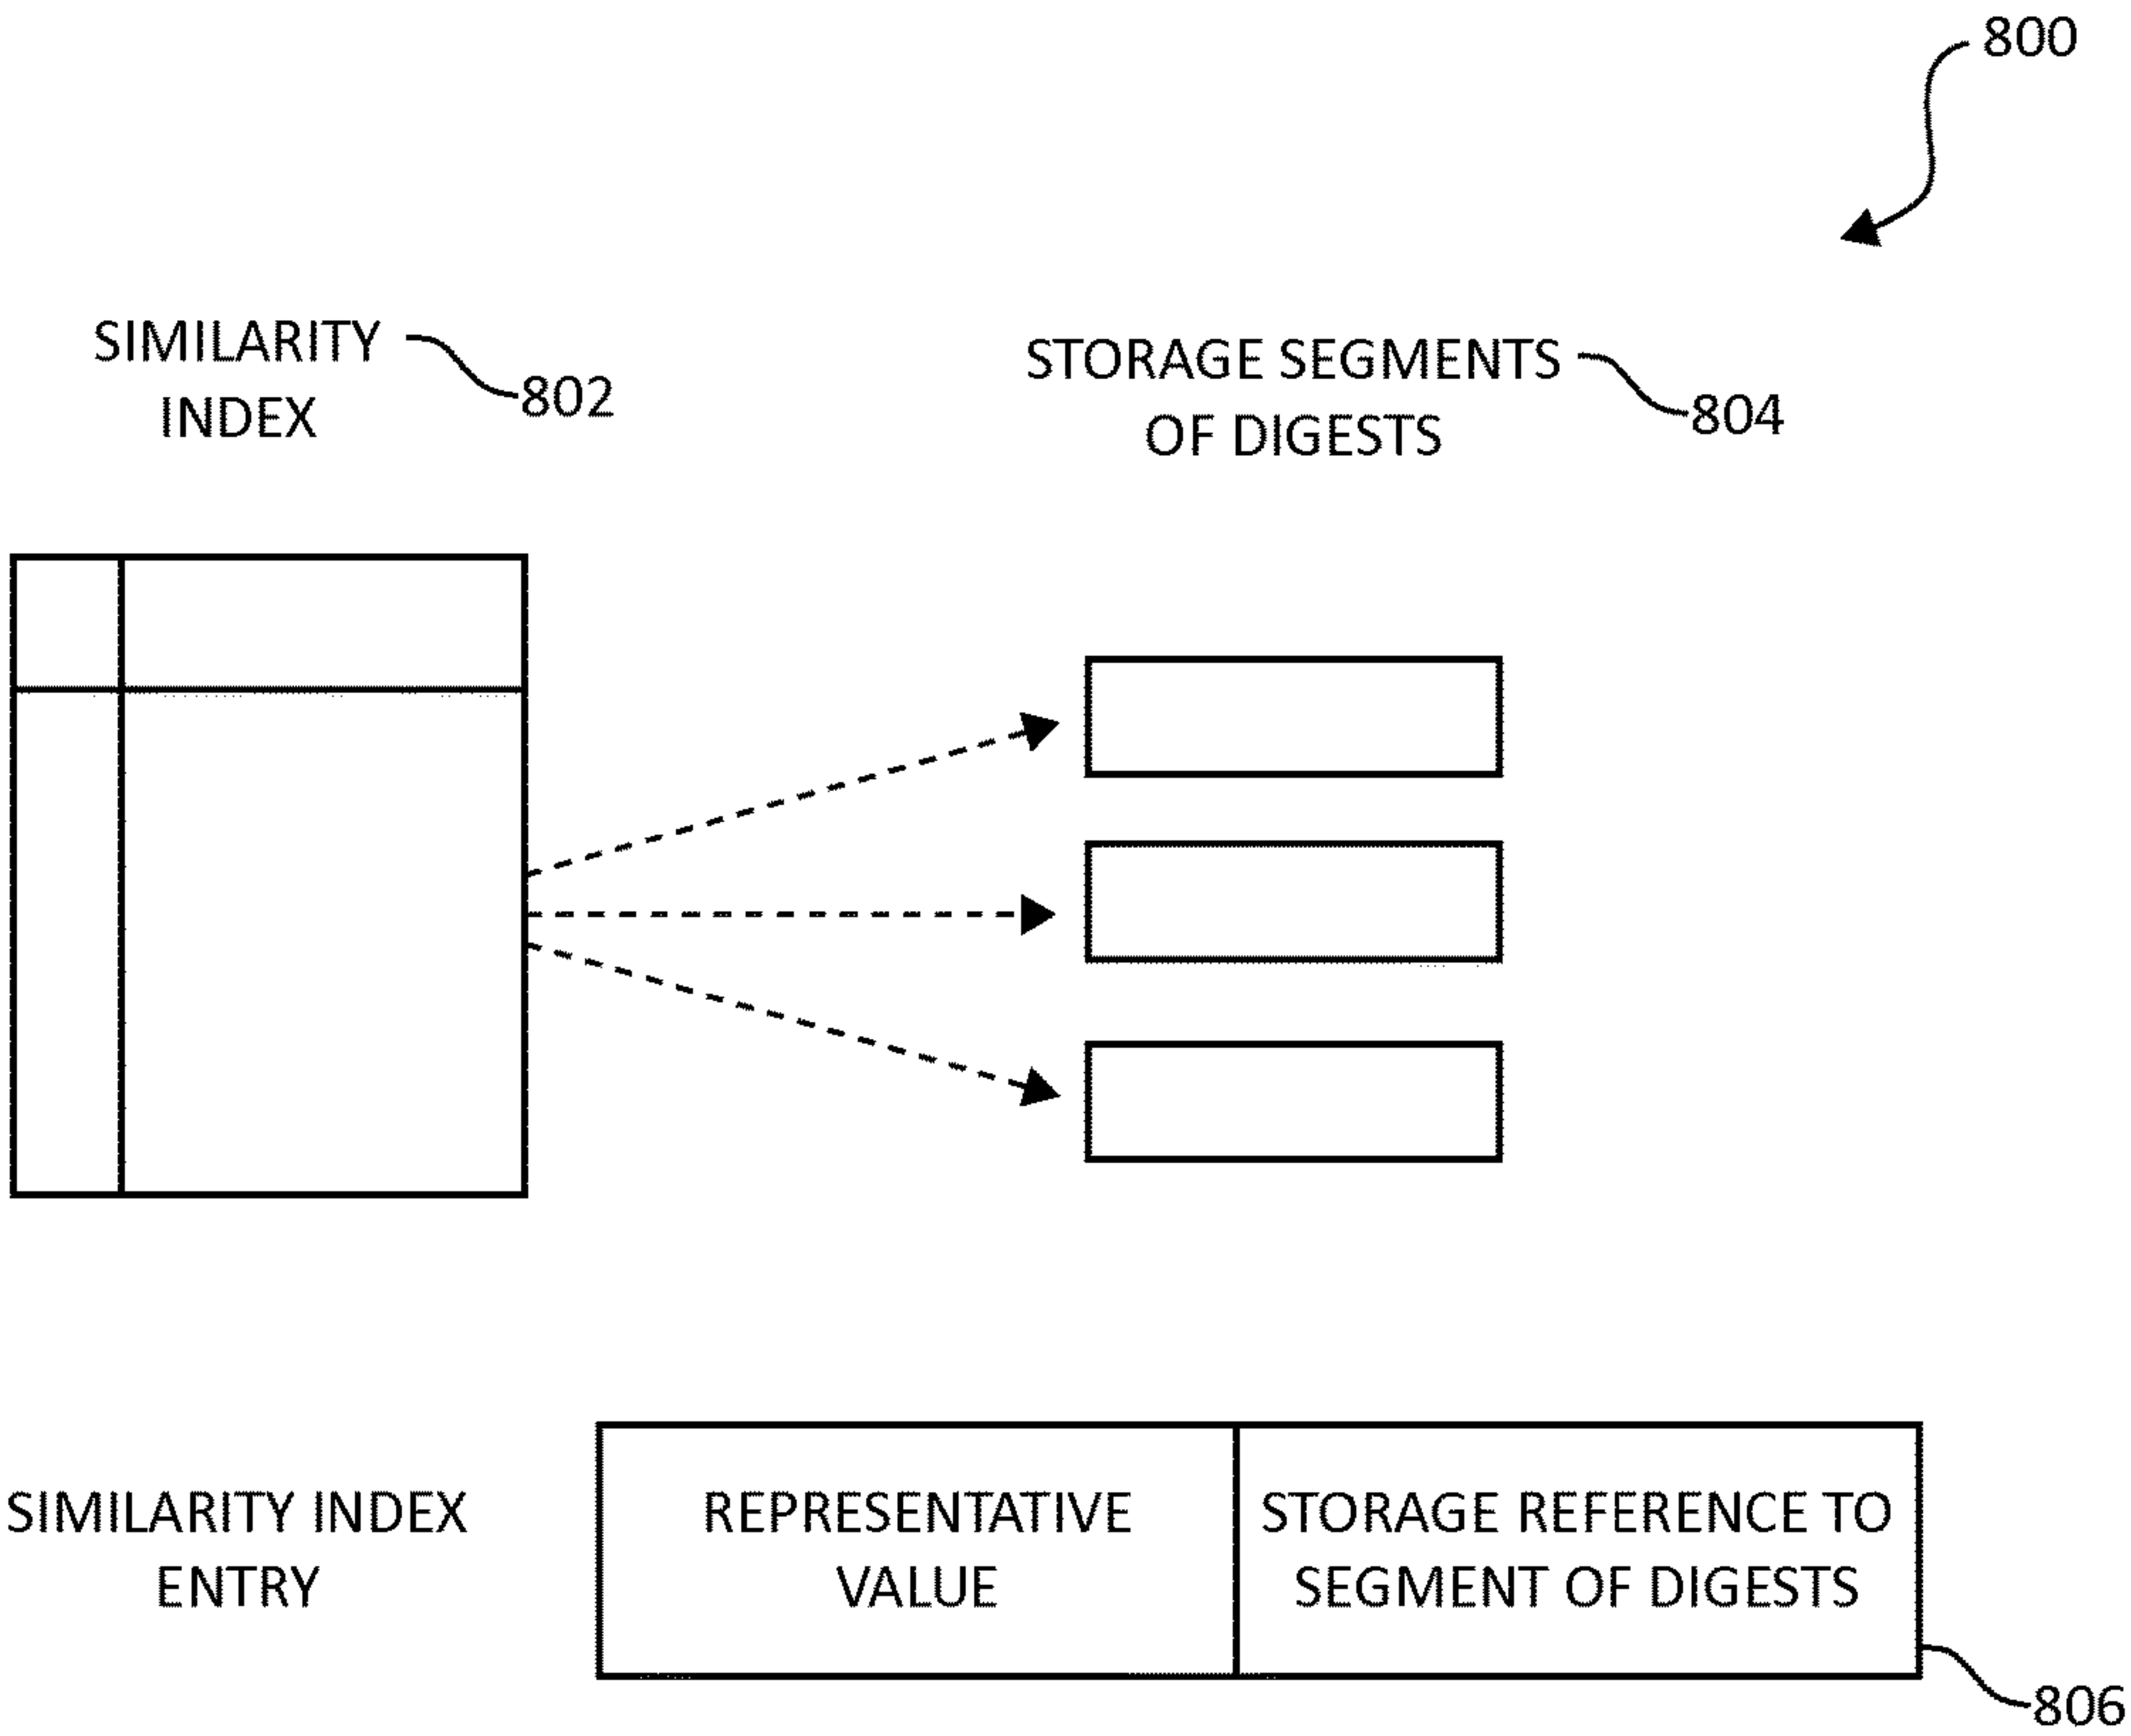 800
SIMILARITY
INDEX
802
STORAGE SEGMENTS
OF DIGESTS
804
SIMILARITY INDEX
ENTRY
REPRESENTATIVE
VALUE
STORAGE REFERENCE TO
SEGMENT OF DIGESTS
806